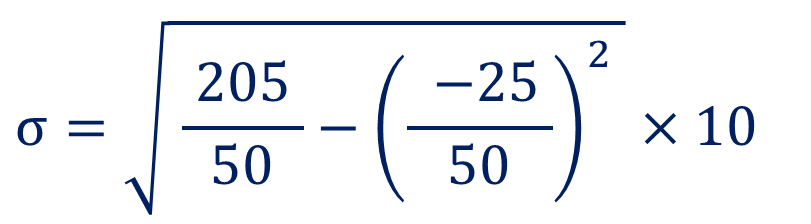 σ = √(205/50 − (−25/50)²) × 10